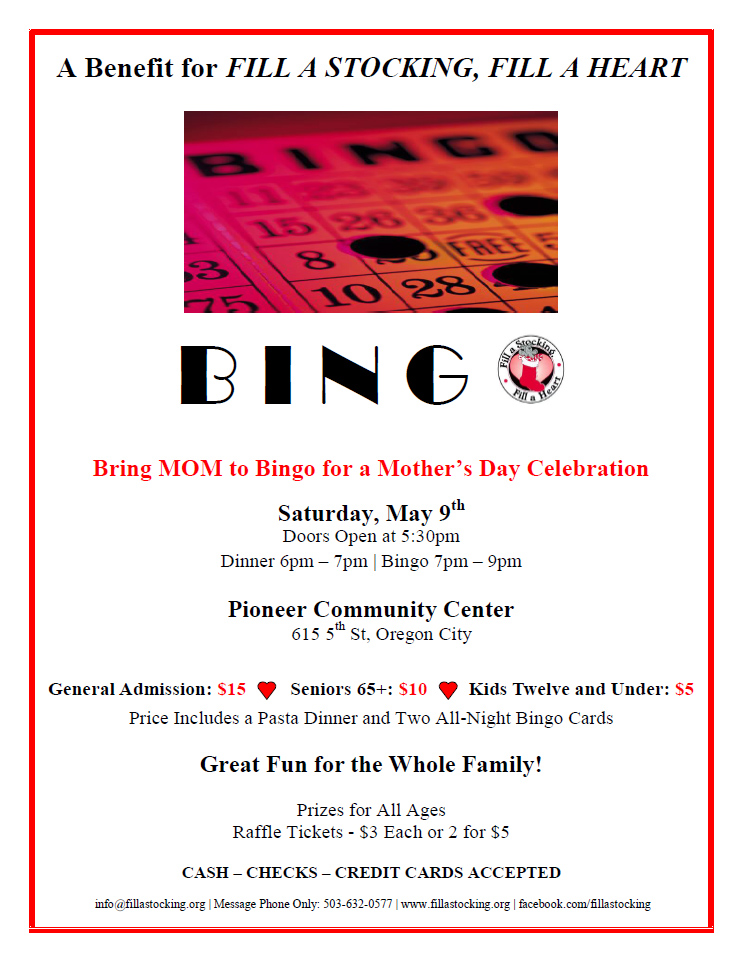 A Benefit for FILL A STOCKING, FILL A HEART
BINGO
11
15 26 36
8 FREE
53 10 28
75
BINGO
Fill a Stocking,
Fill a Heart
Bring MOM to Bingo for a Mother’s Day Celebration
Saturday, May 9th
Doors Open at 5:30pm
Dinner 6pm – 7pm | Bingo 7pm – 9pm
Pioneer Community Center
615 5th St, Oregon City
General Admission: $15 Seniors 65+: $10 Kids Twelve and Under: $5
Price Includes a Pasta Dinner and Two All-Night Bingo Cards
Great Fun for the Whole Family!
Prizes for All Ages
Raffle Tickets - $3 Each or 2 for $5
CASH – CHECKS – CREDIT CARDS ACCEPTED
info@fillastocking.org | Message Phone Only: 503-632-0577 | www.fillastocking.org | facebook.com/fillastocking